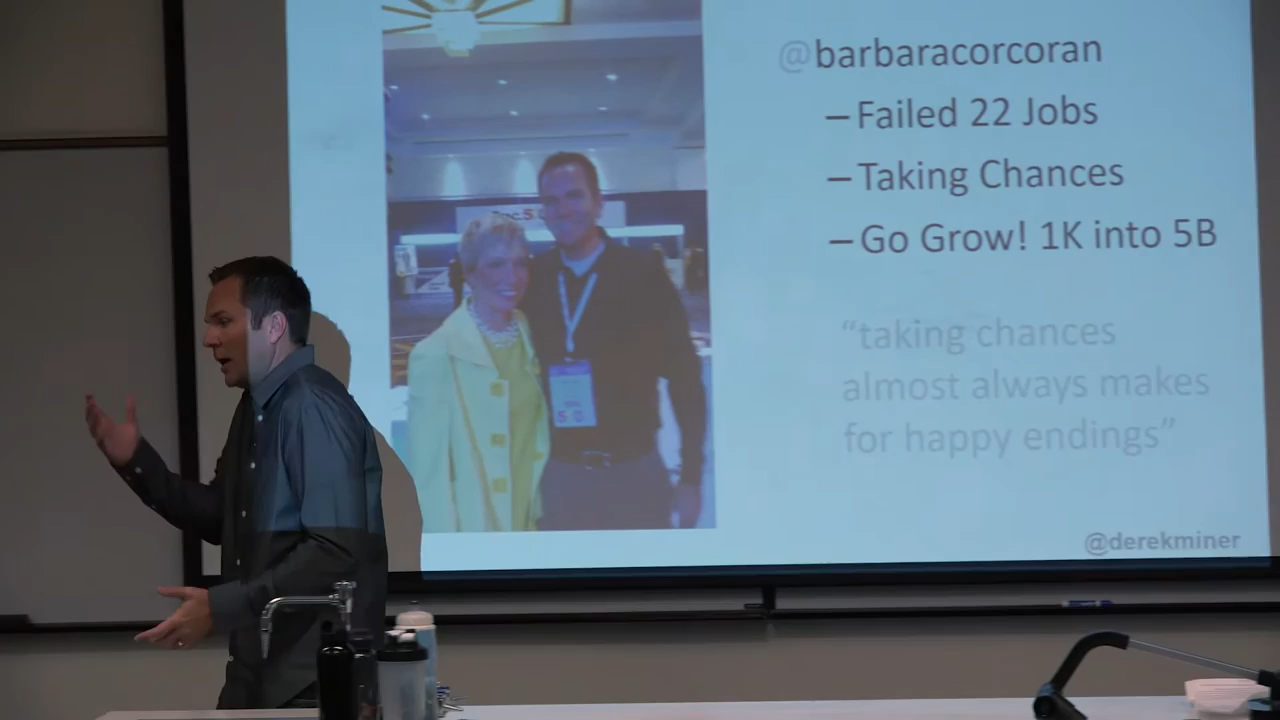 @barbaracorcoran
– Failed 22 Jobs
– Taking Chances
– Go Grow! 1K into 5B
“taking chances
almost always makes
for happy endings”
@derekminer